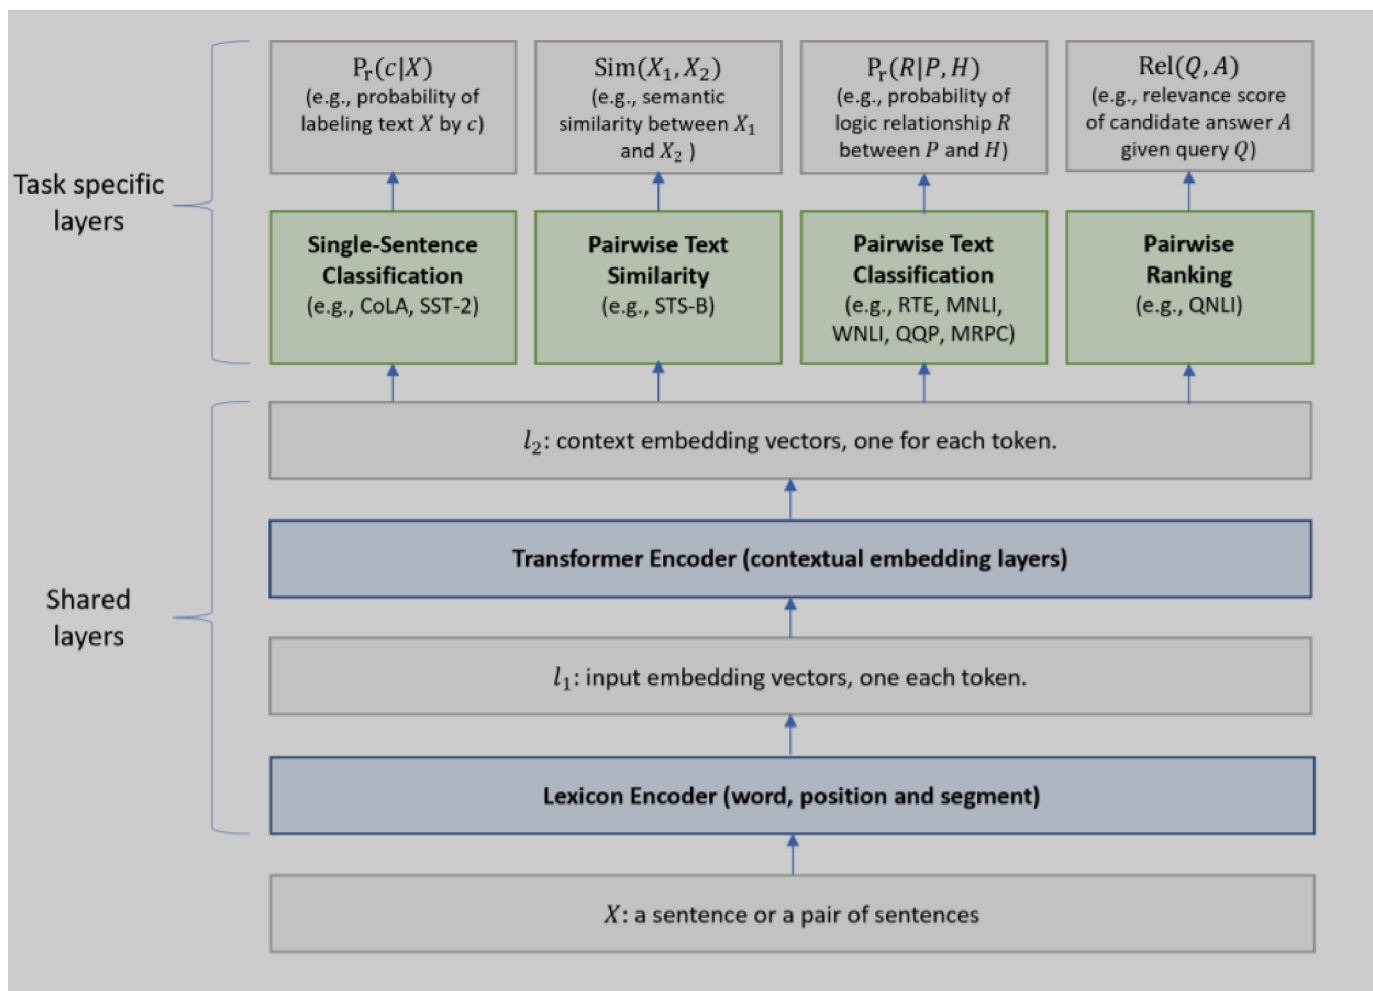 Pr(c|X)
(e.g., probability of
labeling text X by c)
Sim(X₁, X₂)
(e.g., semantic
similarity between X₁
and X₂ )
Pr(R|P, H)
(e.g., probability of
logic relationship R
between P and H)
Rel(Q, A)
(e.g., relevance score
of candidate answer A
given query Q)
Task specific
layers
Single-Sentence
Classification
(e.g., CoLA, SST-2)
Pairwise Text
Similarity
(e.g., STS-B)
Pairwise Text
Classification
(e.g., RTE, MNLI,
WNLI, QQP, MRPC)
Pairwise
Ranking
(e.g., QNLI)
l₂: context embedding vectors, one for each token.
Transformer Encoder (contextual embedding layers)
Shared
layers
l₁: input embedding vectors, one each token.
Lexicon Encoder (word, position and segment)
X: a sentence or a pair of sentences